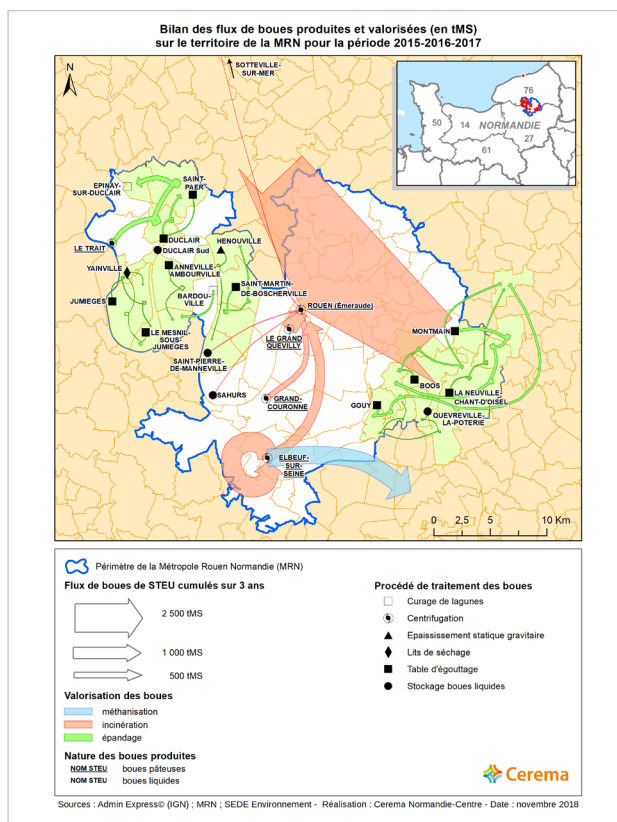 Bilan des flux de boues produites et valorisées (en tMS)
sur le territoire de la MRN pour la période 2015-2016-2017
N
SOTTEVILLE-
SUR-MER
76
50
14
NORMANDIE
27
61
EPINAY-
SUR-DUCLAIR
SAINT-
PAER
LE TRAIT
DUCLAIR
DUCLAIR Sud
HENOUVILLE
YAINVILLE
ANNEVILLE-
AMBOURVILLE
JUMIEGES
BARDOU-
VILLE
SAINT-MARTIN-
DE-BOSCHERVILLE
ROUEN (Émeraude)
LE MESNIL-
SOUS-
JUMIEGES
LE GRAND
QUEVILLY
MONTMAIN
SAINT-PIERRE-
DE-MANNEVILLE
SAHURS
GRAND-
COURONNE
BOOS
LA NEUVILLE-
CHANT-D'OISEL
GOUY
QUEVREVILLE-
LA-POTERIE
ELBEUF-
SUR-
SEINE
0 2,5 5 10 Km
Périmètre de la Métropole Rouen Normandie (MRN)
Flux de boues de STEU cumulés sur 3 ans
2 500 tMS
1 000 tMS
500 tMS
Valorisation des boues
méthanisation
incinération
épandage
Nature des boues produites
NOM STEU boues pâteuses
NOM STEU boues liquides
Procédé de traitement des boues
Curage de lagunes
Centrifugation
Epaississement statique gravitaire
Lits de séchage
Table d'égouttage
Stockage boues liquides
Cerema
Sources : Admin Express© (IGN) ; MRN ; SEDE Environnement - Réalisation : Cerema Normandie-Centre - Date : novembre 2018